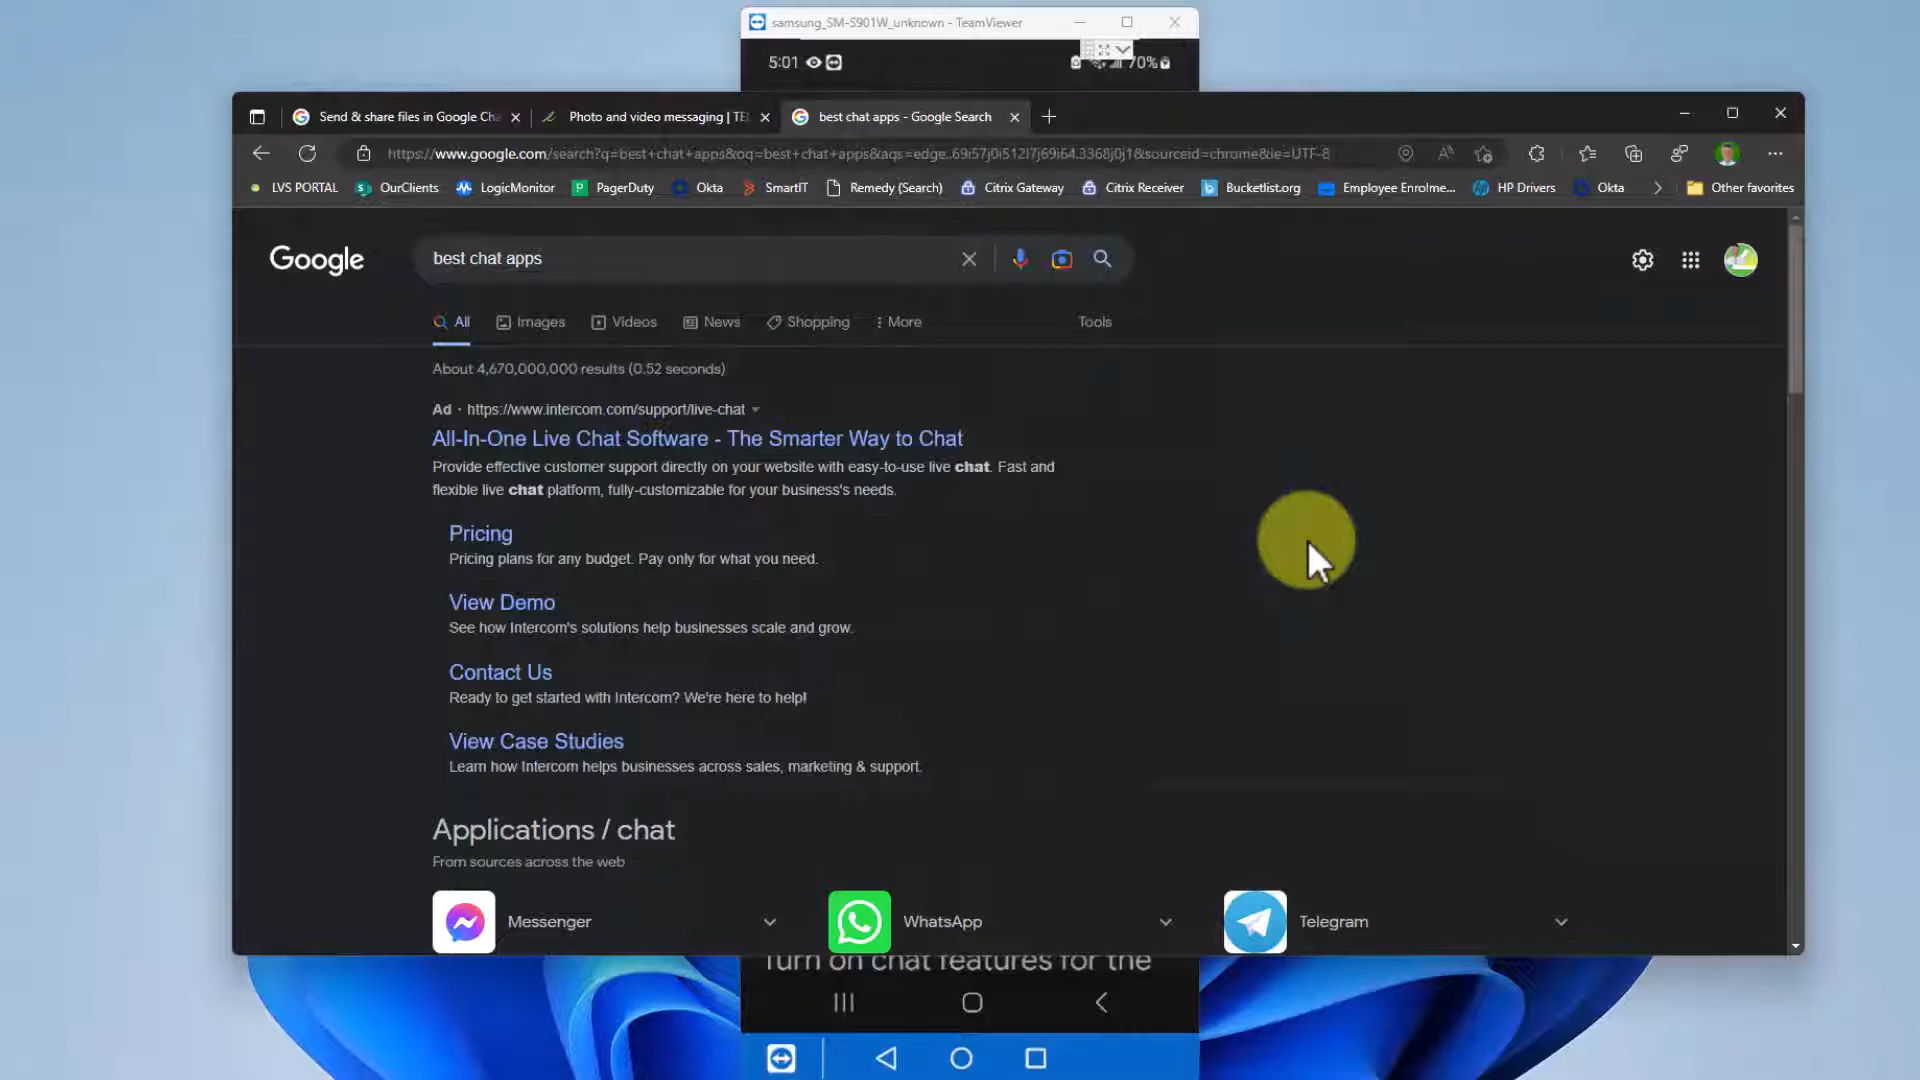 samsung_SM-S901W_unknown - TeamViewer
5:01
70%
Send & share files in Google Cha
Photo and video messaging | TEL
best chat apps - Google Search
https://www.google.com/search?q=best+chat+apps&oq=best+chat+apps&aqs=edge..69i57j0i512l7j69i64.3368j0j1&sourceid=chrome&ie=UTF-8
LVS PORTAL
OurClients
LogicMonitor
PagerDuty
Okta
SmartIT
Remedy (Search)
Citrix Gateway
Citrix Receiver
Bucketlist.org
Employee Enrolme...
HP Drivers
Okta
Other favorites
Google
best chat apps
All
Images
Videos
News
Shopping
More
Tools
About 4,670,000,000 results (0.52 seconds)
Ad · https://www.intercom.com/support/live-chat
All-In-One Live Chat Software - The Smarter Way to Chat
Provide effective customer support directly on your website with easy-to-use live chat. Fast and
flexible live chat platform, fully-customizable for your business's needs.
Pricing
Pricing plans for any budget. Pay only for what you need.
View Demo
See how Intercom's solutions help businesses scale and grow.
Contact Us
Ready to get started with Intercom? We're here to help!
View Case Studies
Learn how Intercom helps businesses across sales, marketing & support.
Applications / chat
From sources across the web
Messenger
WhatsApp
Telegram
Turn on chat features for the